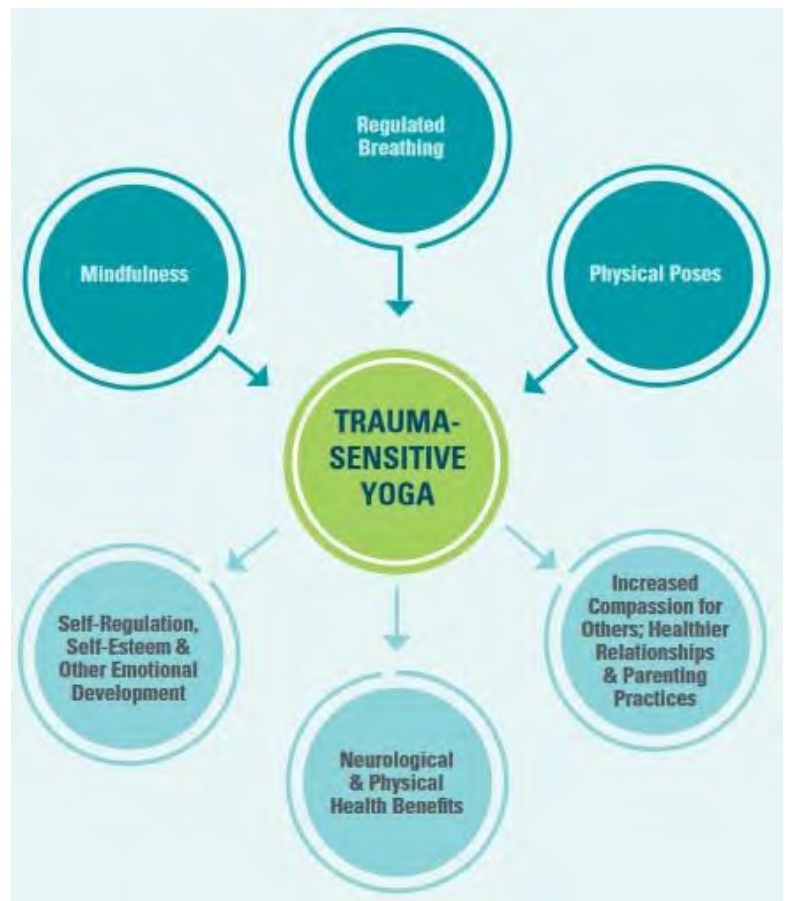 Regulated
Breathing
Mindfulness
Physical Poses
TRAUMA-
SENSITIVE
YOGA
Self-Regulation,
Self-Esteem &
Other Emotional
Development
Neurological
& Physical
Health Benefits
Increased
Compassion for
Others; Healthier
Relationships
& Parenting
Practices